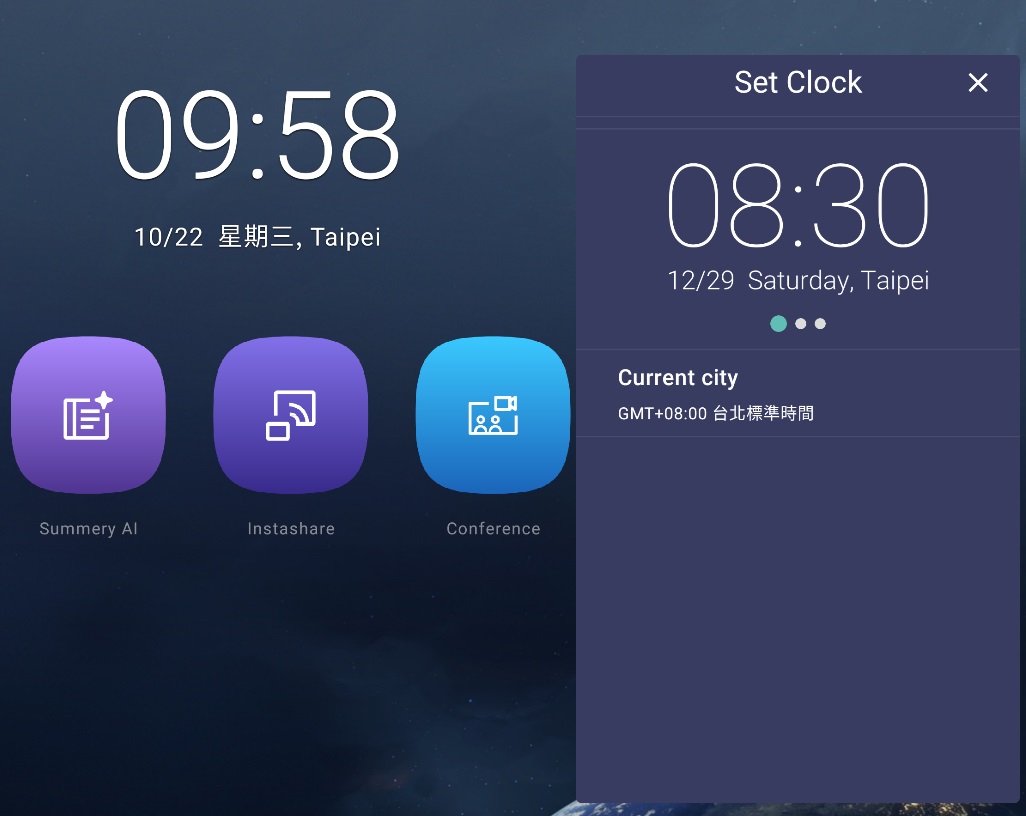 09:58
10/22 星期三, Taipei
Summery AI
Instashare
Conference
Set Clock
08:30
12/29 Saturday, Taipei
Current city
GMT+08:00 台北標準時間